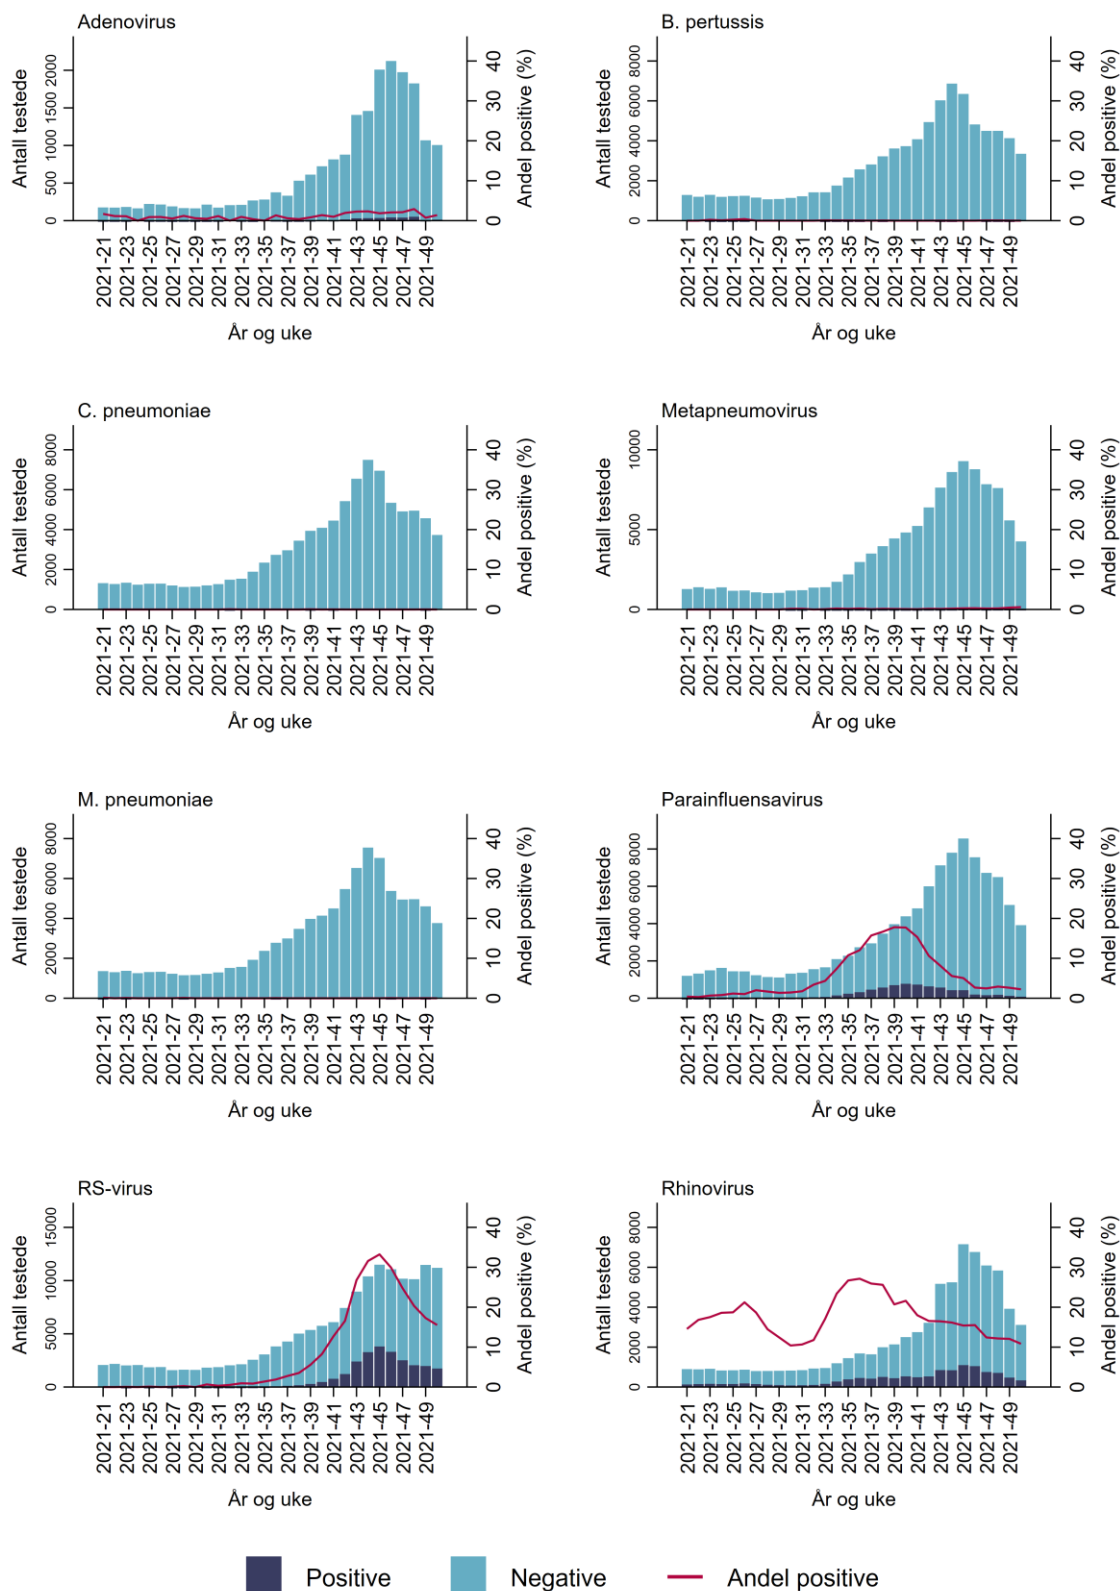 Adenovirus
Antall testede
0 500 1000 1500 2000
Andel positive (%)
0 10 20 30 40
2021-21 2021-23 2021-25 2021-27 2021-29 2021-31 2021-33 2021-35 2021-37 2021-39 2021-41 2021-43 2021-45 2021-47 2021-49
År og uke
B. pertussis
Antall testede
0 2000 4000 6000 8000
Andel positive (%)
0 10 20 30 40
2021-21 2021-23 2021-25 2021-27 2021-29 2021-31 2021-33 2021-35 2021-37 2021-39 2021-41 2021-43 2021-45 2021-47 2021-49
År og uke
C. pneumoniae
Antall testede
0 2000 4000 6000 8000
Andel positive (%)
0 10 20 30 40
2021-21 2021-23 2021-25 2021-27 2021-29 2021-31 2021-33 2021-35 2021-37 2021-39 2021-41 2021-43 2021-45 2021-47 2021-49
År og uke
Metapneumovirus
Antall testede
0 5000 10000
Andel positive (%)
0 10 20 30 40
2021-21 2021-23 2021-25 2021-27 2021-29 2021-31 2021-33 2021-35 2021-37 2021-39 2021-41 2021-43 2021-45 2021-47 2021-49
År og uke
M. pneumoniae
Antall testede
0 2000 4000 6000 8000
Andel positive (%)
0 10 20 30 40
2021-21 2021-23 2021-25 2021-27 2021-29 2021-31 2021-33 2021-35 2021-37 2021-39 2021-41 2021-43 2021-45 2021-47 2021-49
År og uke
Parainfluensavirus
Antall testede
0 2000 4000 6000 8000
Andel positive (%)
0 10 20 30 40
2021-21 2021-23 2021-25 2021-27 2021-29 2021-31 2021-33 2021-35 2021-37 2021-39 2021-41 2021-43 2021-45 2021-47 2021-49
År og uke
RS-virus
Antall testede
0 5000 10000 15000
Andel positive (%)
0 10 20 30 40
2021-21 2021-23 2021-25 2021-27 2021-29 2021-31 2021-33 2021-35 2021-37 2021-39 2021-41 2021-43 2021-45 2021-47 2021-49
År og uke
Rhinovirus
Antall testede
0 2000 4000 6000 8000
Andel positive (%)
0 10 20 30 40
2021-21 2021-23 2021-25 2021-27 2021-29 2021-31 2021-33 2021-35 2021-37 2021-39 2021-41 2021-43 2021-45 2021-47 2021-49
År og uke
Positive Negative Andel positive